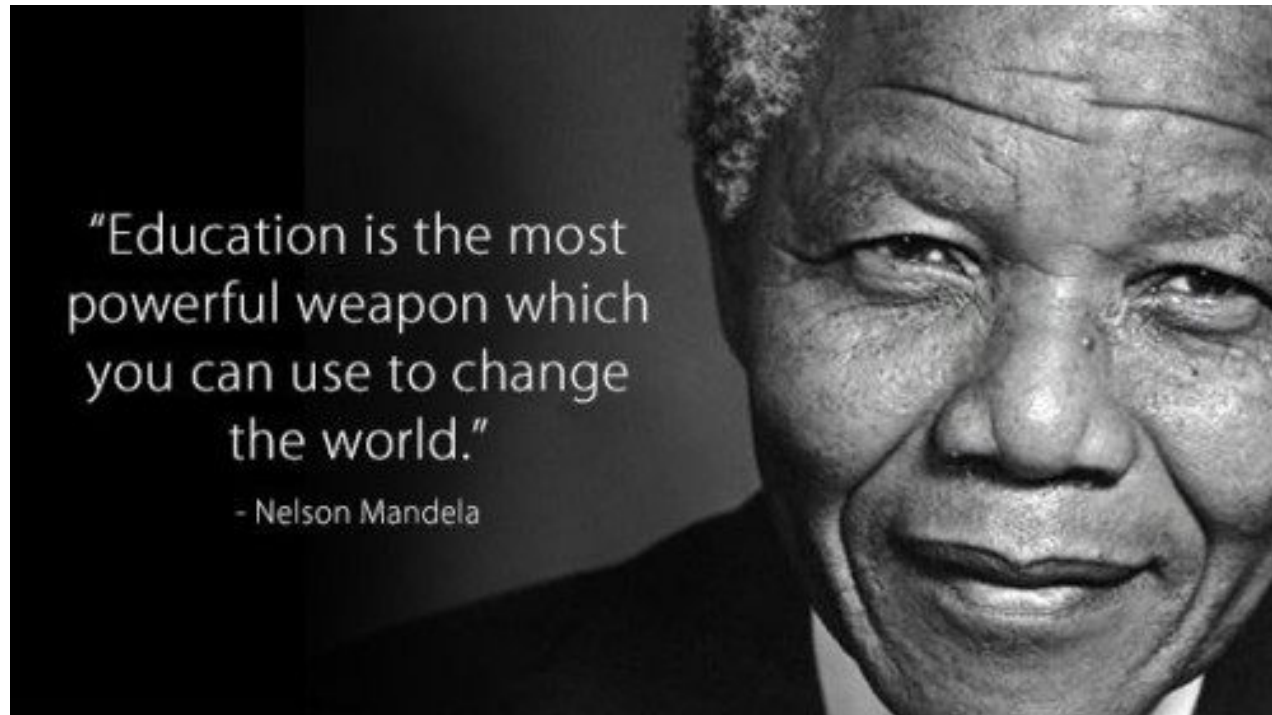 “Education is the most
powerful weapon which
you can use to change
the world.”
- Nelson Mandela